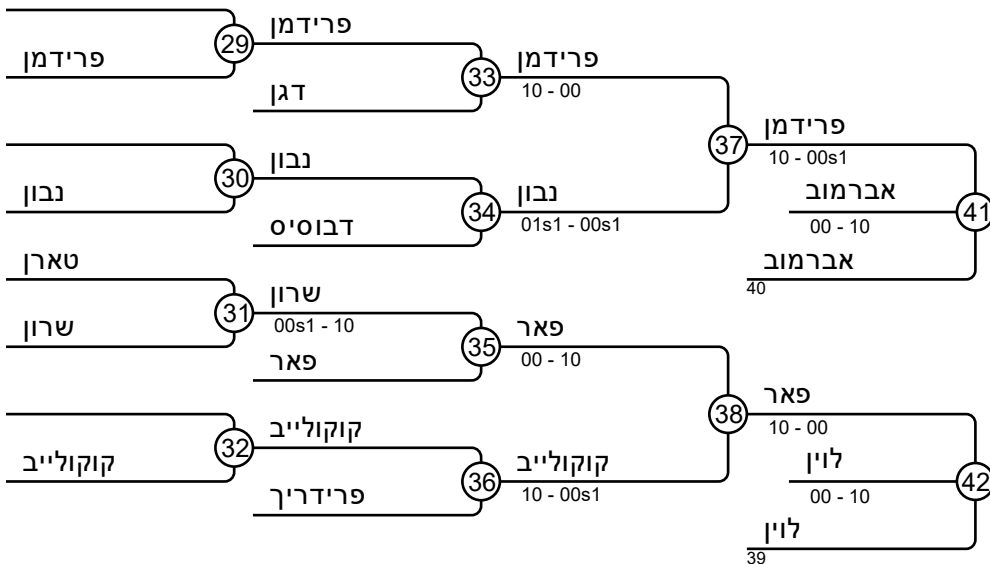 פרידמן
29
פרידמן
דגן
33
פרידמן
10 - 00
נבון
30
נבון
דבוסיס
34
נבון
01s1 - 00s1
37
פרידמן
10 - 00s1
אברמוב
00 - 10
41
אברמוב
40
טארן
שרון
31
שרון
00s1 - 10
פאר
35
פאר
00 - 10
קוקולייב
32
קוקולייב
פרידריך
36
קוקולייב
10 - 00s1
38
פאר
10 - 00
לוין
00 - 10
42
לוין
39